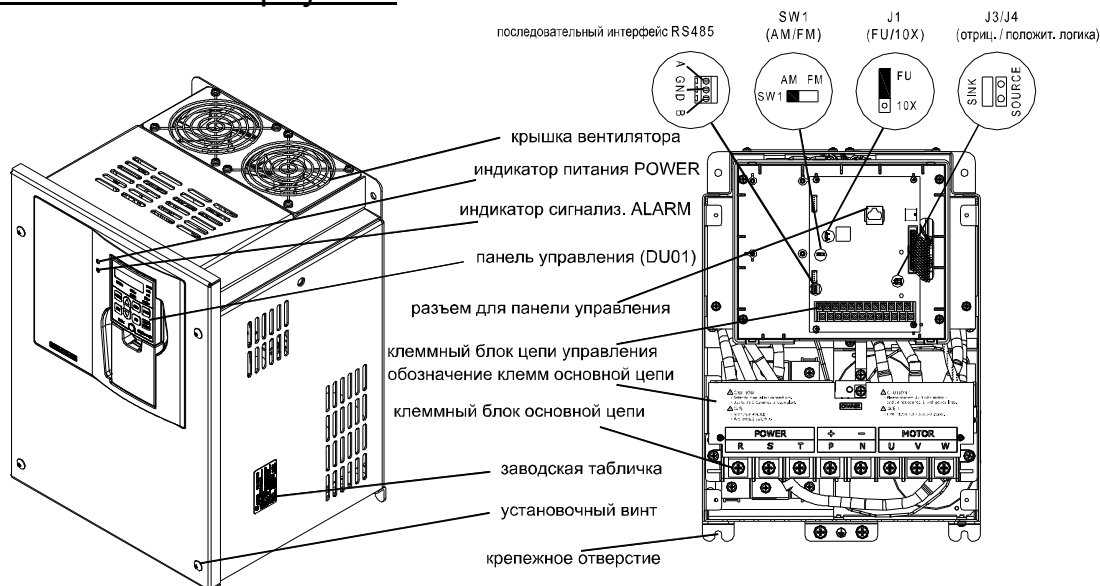 SW1
(AM/FM)
J1
(FU/10X)
J3/J4
(отриц. / положит. логика)
последовательный интерфейс RS485
A
GND
B
AM FM
SW1
FU
10X
SINK
SOURCE
крышка вентилятора
индикатор питания POWER
индикатор сигнализ. ALARM
панель управления (DU01)
разъем для панели управления
клеммный блок цепи управления
обозначение клемм основной цепи
клеммный блок основной цепи
заводская табличка
установочный винт
крепежное отверстие
CHARGE
POWER + − MOTOR
R S T P N U V W